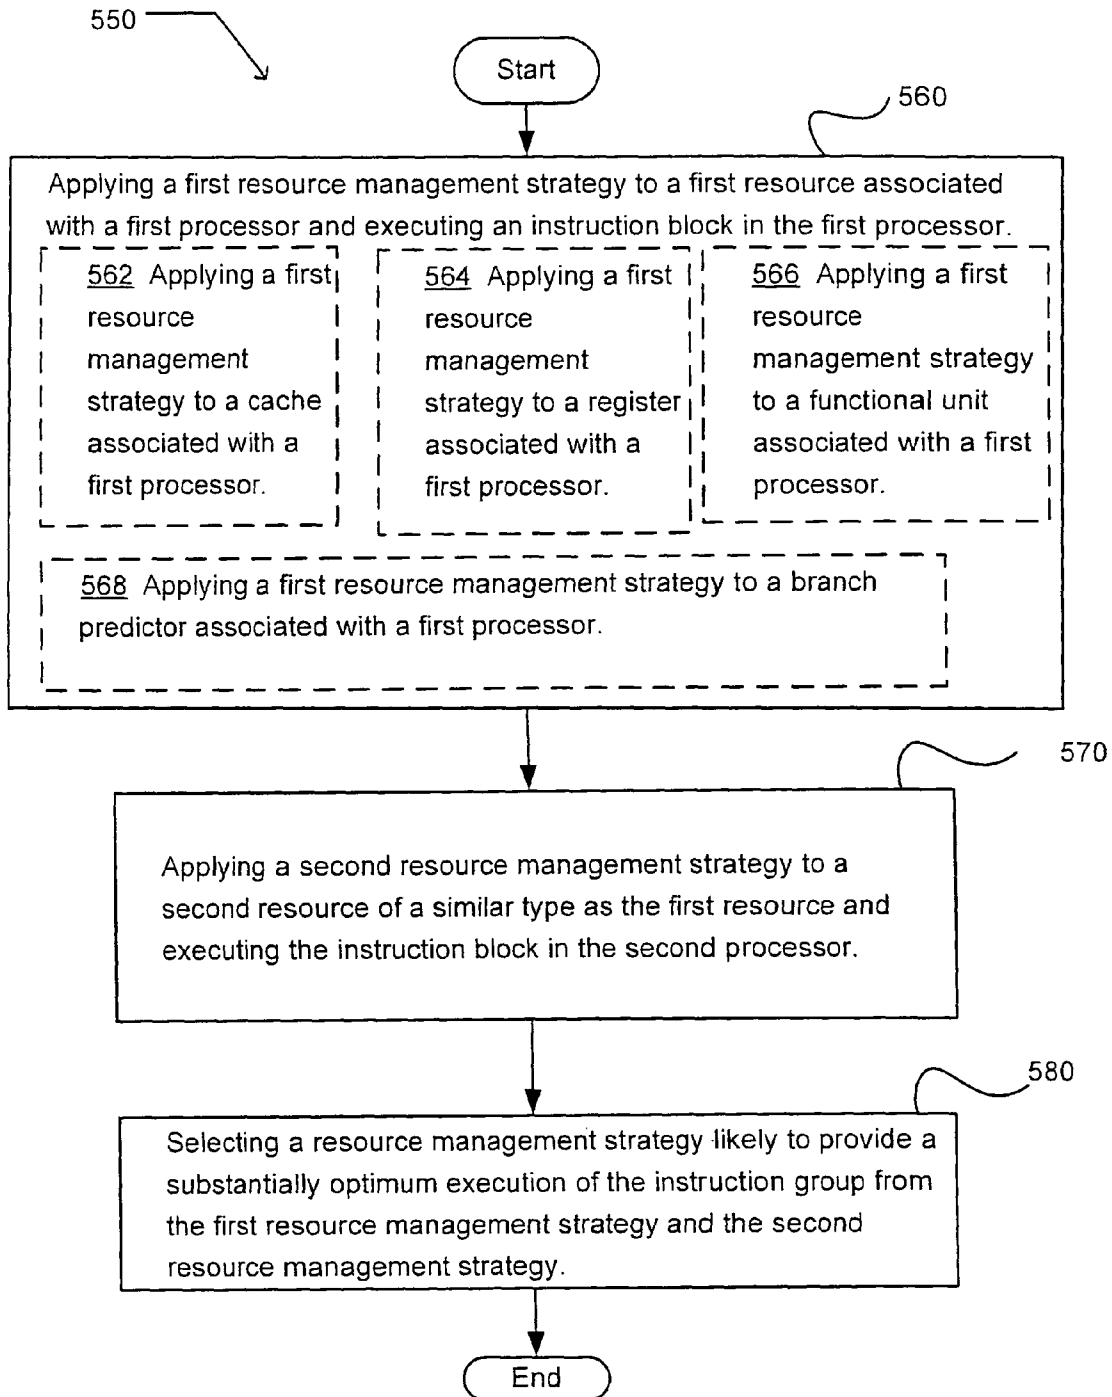 550
Start
560
Applying a first resource management strategy to a first resource associated
with a first processor and executing an instruction block in the first processor.
562 Applying a first
resource
management
strategy to a cache
associated with a
first processor.
564 Applying a first
resource
management
strategy to a register
associated with a
first processor.
566 Applying a first
resource
management strategy
to a functional unit
associated with a first
processor.
568 Applying a first resource management strategy to a branch
predictor associated with a first processor.
570
Applying a second resource management strategy to a
second resource of a similar type as the first resource and
executing the instruction block in the second processor.
580
Selecting a resource management strategy likely to provide a
substantially optimum execution of the instruction group from
the first resource management strategy and the second
resource management strategy.
End